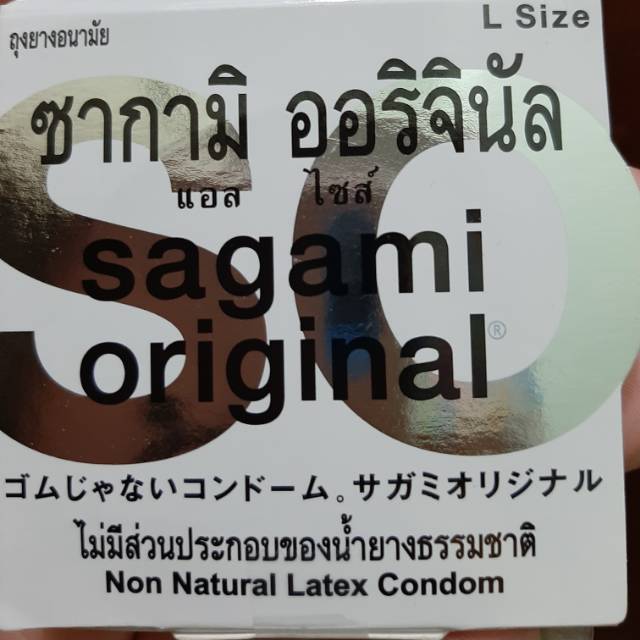 L Size
ถุงยางอนามัย
SO
ซากามิ ออริจินัล
แอล ไซส์
sagami
original®
ゴムじゃないコンドーム。サガミオリジナル
ไม่มีส่วนประกอบของน้ำยางธรรมชาติ
Non Natural Latex Condom